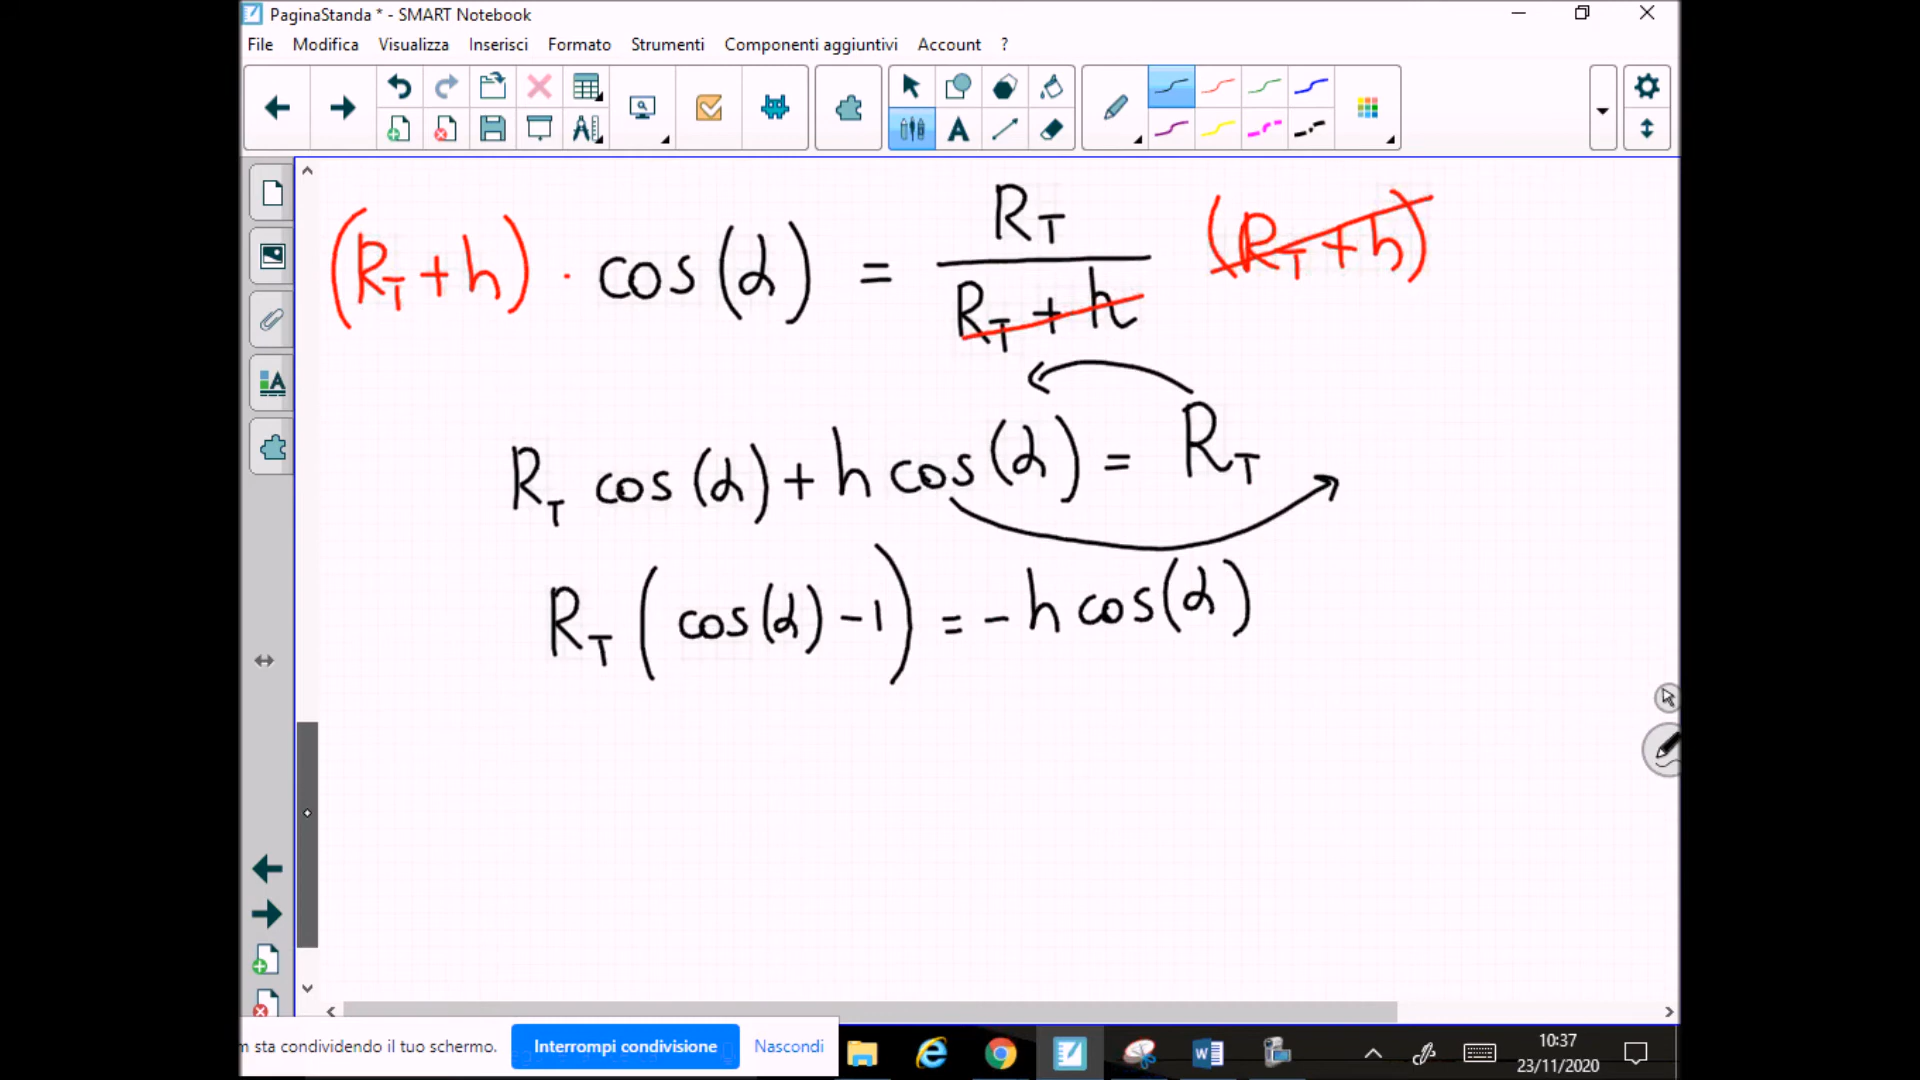 PaginaStanda * - SMART Notebook
File Modifica Visualizza Inserisci Formato Strumenti Componenti aggiuntivi Account ?
(R_T + h) · cos(α) = R_T / (R_T + h) (R_T + h)
R_T cos(α) + h cos(α) = R_T
R_T (cos(α) - 1) = - h cos(α)
m sta condividendo il tuo schermo. Interrompi condivisione Nascondi
10:37
23/11/2020